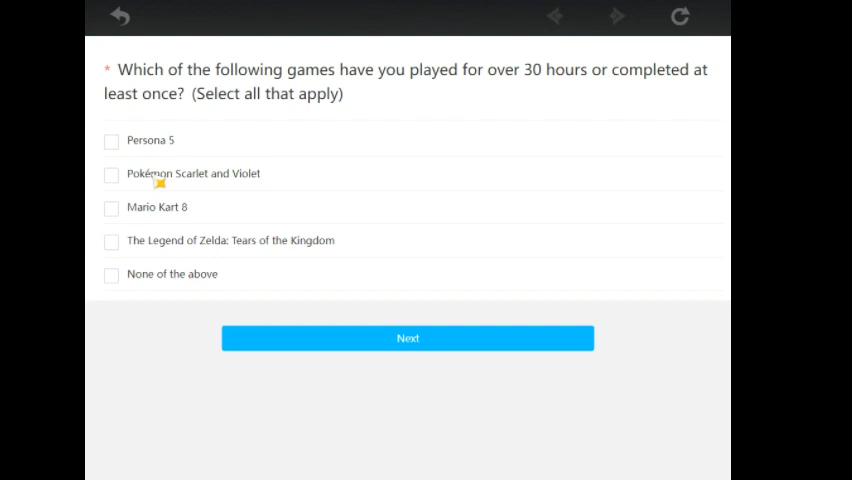 * Which of the following games have you played for over 30 hours or completed at
least once? (Select all that apply)
Persona 5
Pokémon Scarlet and Violet
Mario Kart 8
The Legend of Zelda: Tears of the Kingdom
None of the above
Next